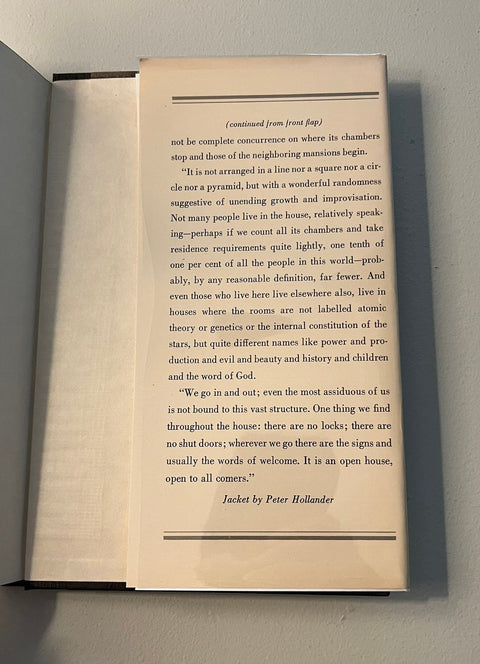 (continued from front flap)
not be complete concurrence on where its chambers
stop and those of the neighboring mansions begin.
“It is not arranged in a line nor a square nor a cir-
cle nor a pyramid, but with a wonderful randomness
suggestive of unending growth and improvisation.
Not many people live in the house, relatively speak-
ing—perhaps if we count all its chambers and take
residence requirements quite lightly, one tenth of
one per cent of all the people in this world—prob-
ably, by any reasonable definition, far fewer. And
even those who live here live elsewhere also, live in
houses where the rooms are not labelled atomic
theory or genetics or the internal constitution of the
stars, but quite different names like power and pro-
duction and evil and beauty and history and children
and the word of God.
“We go in and out; even the most assiduous of us
is not bound to this vast structure. One thing we find
throughout the house: there are no locks; there are
no shut doors; wherever we go there are the signs and
usually the words of welcome. It is an open house,
open to all comers.”
Jacket by Peter Hollander